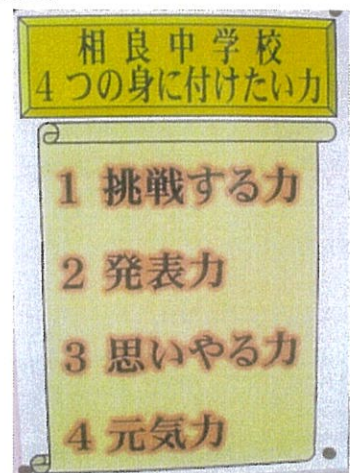 相良中学校
4つの身に付けたい力
1 挑戦する力
2 発表力
3 思いやる力
4 元気力